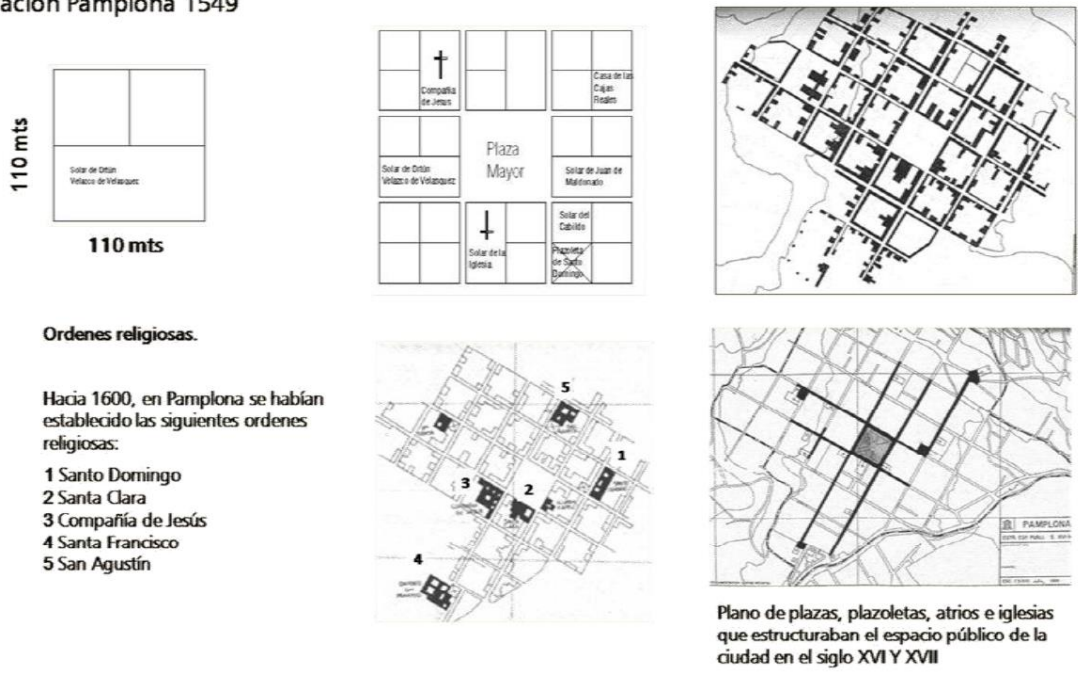 ación Pamplona 1549
110 mts
Solar de Ortún
Velazco de Velasquez
110 mts
Compañia
de Jesus
Casa de las
Cajas
Reales
Plaza
Mayor
Solar de Ortún
Velazco de Velasquez
Solar de Juan de
Maldonado
Solar de la
Iglesia
Solar del
Cabildo
Plazoleta
de Santo
Domingo
Ordenes religiosas.
Hacia 1600, en Pamplona se habían
establecido las siguientes ordenes
religiosas:
1 Santo Domingo
2 Santa Clara
3 Compañía de Jesús
4 Santa Francisco
5 San Agustín
5
1
3
2
4
PAMPLONA
Plano de plazas, plazoletas, atrios e iglesias
que estructuraban el espacio público de la
ciudad en el siglo XVI Y XVII